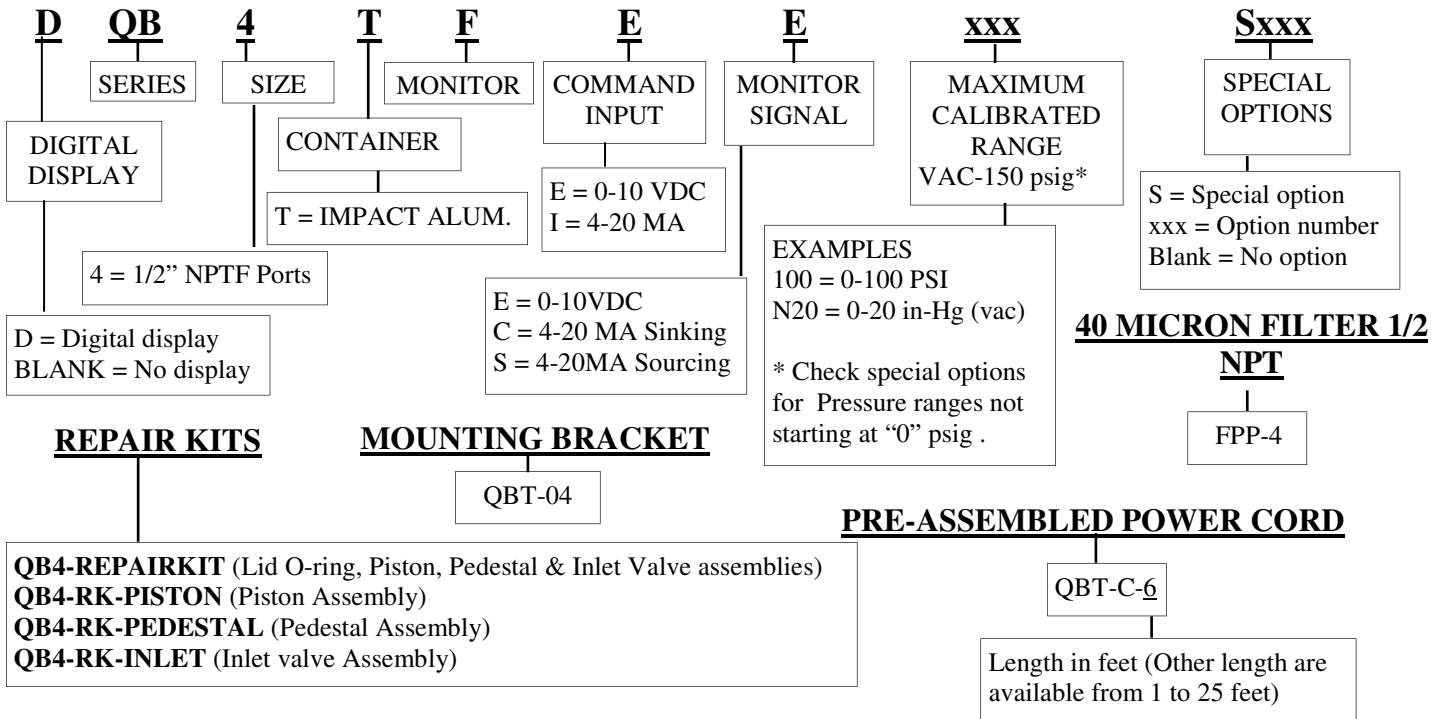 D QB 4 T F E E xxx Sxxx
SERIES
SIZE
MONITOR
COMMAND
INPUT
MONITOR
SIGNAL
MAXIMUM
CALIBRATED
RANGE
VAC-150 psig*
SPECIAL
OPTIONS
DIGITAL
DISPLAY
CONTAINER
T = IMPACT ALUM.
E = 0-10 VDC
I = 4-20 MA
S = Special option
xxx = Option number
Blank = No option
4 = 1/2” NPTF Ports
EXAMPLES
100 = 0-100 PSI
N20 = 0-20 in-Hg (vac)
* Check special options
for Pressure ranges not
starting at “0” psig .
E = 0-10VDC
C = 4-20 MA Sinking
S = 4-20MA Sourcing
D = Digital display
BLANK = No display
40 MICRON FILTER 1/2
NPT
FPP-4
REPAIR KITS
MOUNTING BRACKET
QBT-04
PRE-ASSEMBLED POWER CORD
QBT-C-6
Length in feet (Other length are
available from 1 to 25 feet)
QB4-REPAIRKIT (Lid O-ring, Piston, Pedestal & Inlet Valve assemblies)
QB4-RK-PISTON (Piston Assembly)
QB4-RK-PEDESTAL (Pedestal Assembly)
QB4-RK-INLET (Inlet valve Assembly)